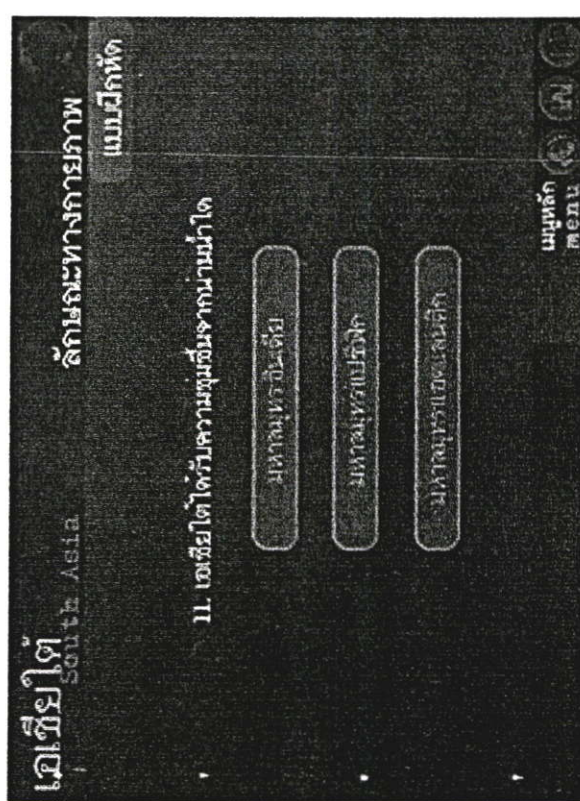 เอเชียใต้
South Asia
ลักษณะทางกายภาพ
แบบฝึกหัด
11. เอเชียใต้ได้รับความชุ่มชื้นจากน่านน้ำใด
มหาสมุทรอินเดีย
มหาสมุทรแปซิฟิก
มหาสมุทรแอตแลนติก
เมนูหลัก
menu